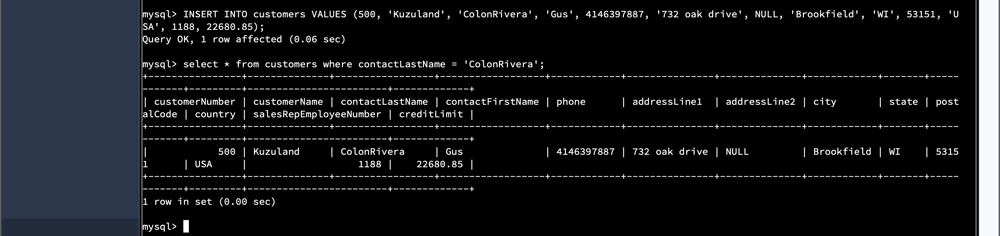 mysql> INSERT INTO customers VALUES (500, 'Kuzuland', 'ColonRivera', 'Gus', 4146397887, '732 oak drive', NULL, 'Brookfield', 'WI', 53151, 'U
SA', 1188, 22680.85);
Query OK, 1 row affected (0.06 sec)

mysql> select * from customers where contactLastName = 'ColonRivera';
+----------------+--------------+-----------------+------------------+------------+---------------+--------------+------------+-------+-----
-------+---------+------------------------+-------------+
| customerNumber | customerName | contactLastName | contactFirstName | phone      | addressLine1  | addressLine2 | city       | state | post
alCode | country | salesRepEmployeeNumber | creditLimit |
+----------------+--------------+-----------------+------------------+------------+---------------+--------------+------------+-------+-----
-------+---------+------------------------+-------------+
|            500 | Kuzuland     | ColonRivera     | Gus              | 4146397887 | 732 oak drive | NULL         | Brookfield | WI    | 5315
1      | USA     |                   1188 |    22680.85 |
+----------------+--------------+-----------------+------------------+------------+---------------+--------------+------------+-------+-----
-------+---------+------------------------+-------------+
1 row in set (0.00 sec)

mysql>